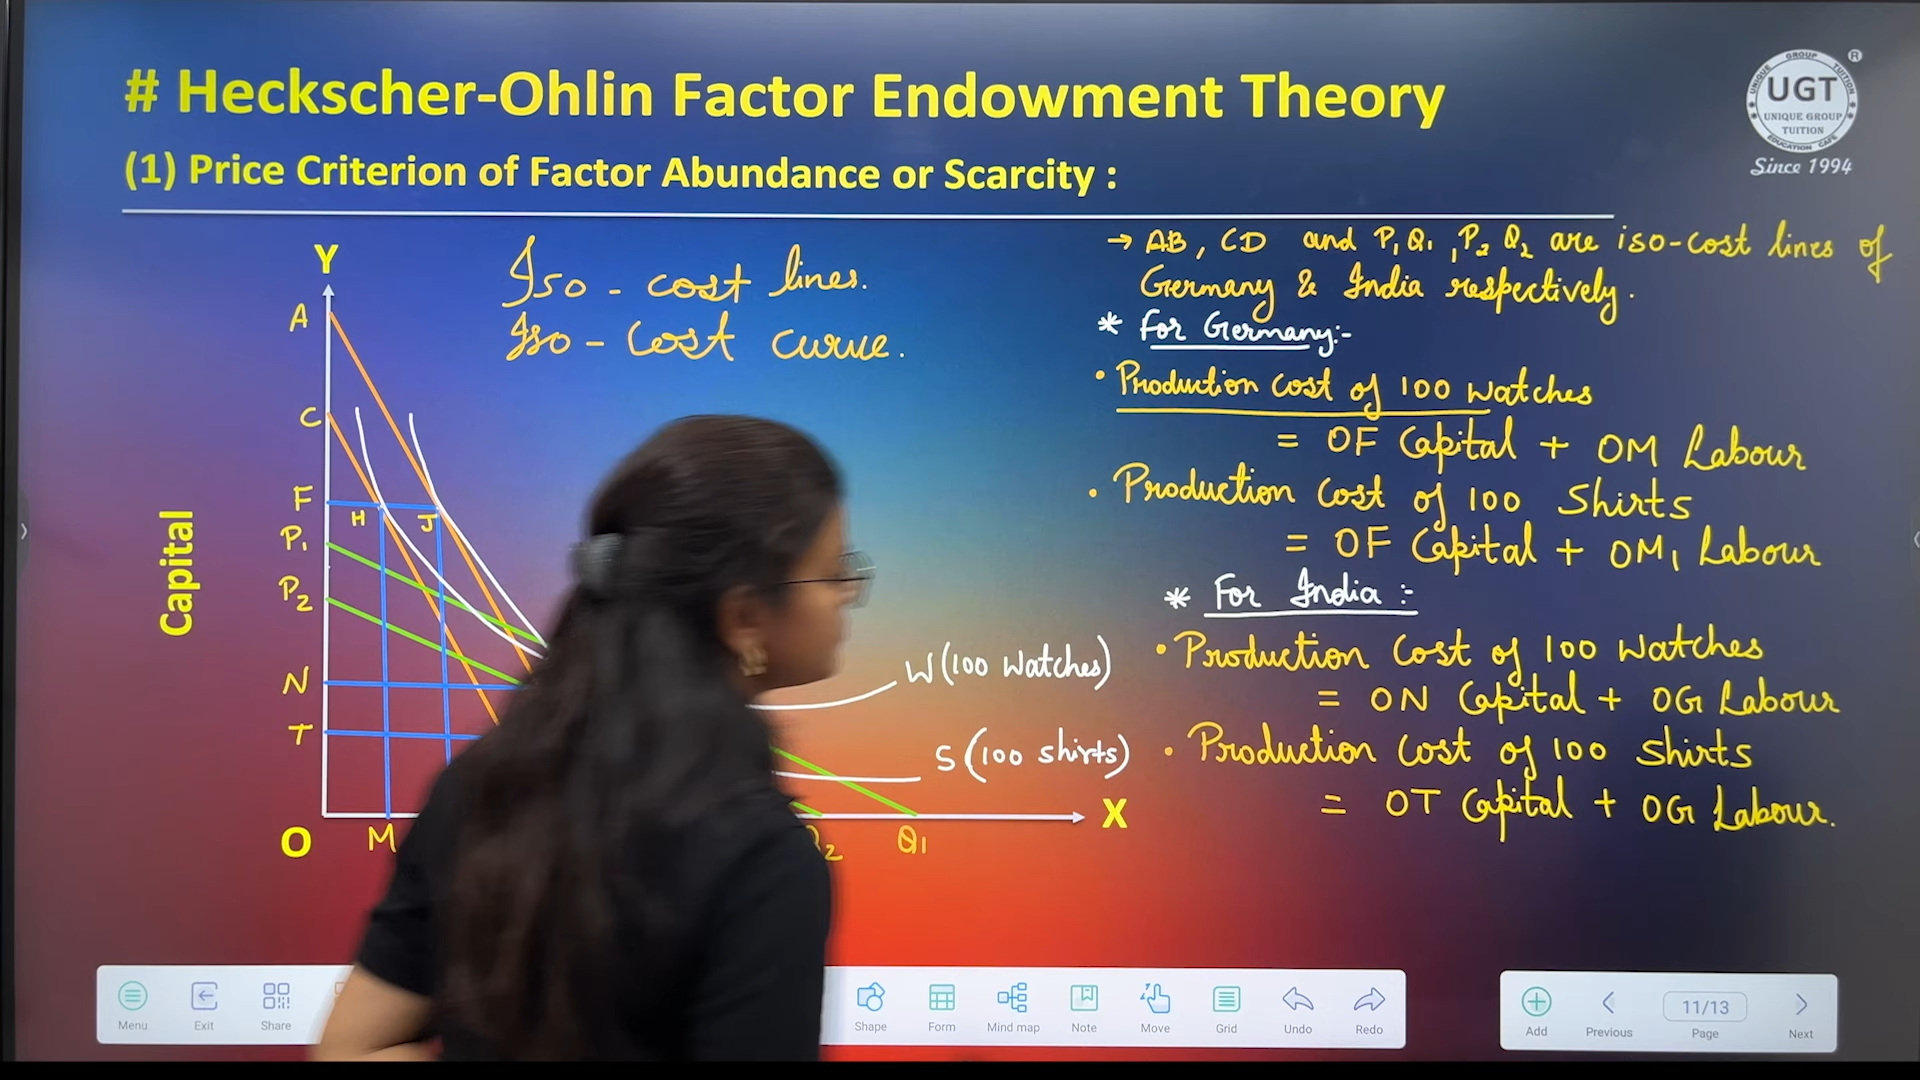 # Heckscher-Ohlin Factor Endowment Theory
(1) Price Criterion of Factor Abundance or Scarcity :
UNIQUE GROUP TUITION
UGT
UNIQUE GROUP
TUITION
EDUCATION CAFE
®
Since 1994
Y
A
C
F
H
J
P1
P2
N
T
O
M
Q1
X
Capital
Iso - cost lines.
Iso - cost curve.
W (100 watches)
S (100 shirts)
→ AB, CD and P1Q1, P2Q2 are iso-cost lines of
Germany & India respectively.
* For Germany:-
• Production cost of 100 watches
= OF Capital + OM Labour
• Production cost of 100 Shirts
= OF Capital + OM1 Labour
* For India :-
• Production cost of 100 watches
= ON Capital + OG Labour
• Production cost of 100 shirts
= OT Capital + OG Labour.
Menu
Exit
Share
Shape
Form
Mind map
Note
Move
Grid
Undo
Redo
Add
Previous
11/13
Page
Next